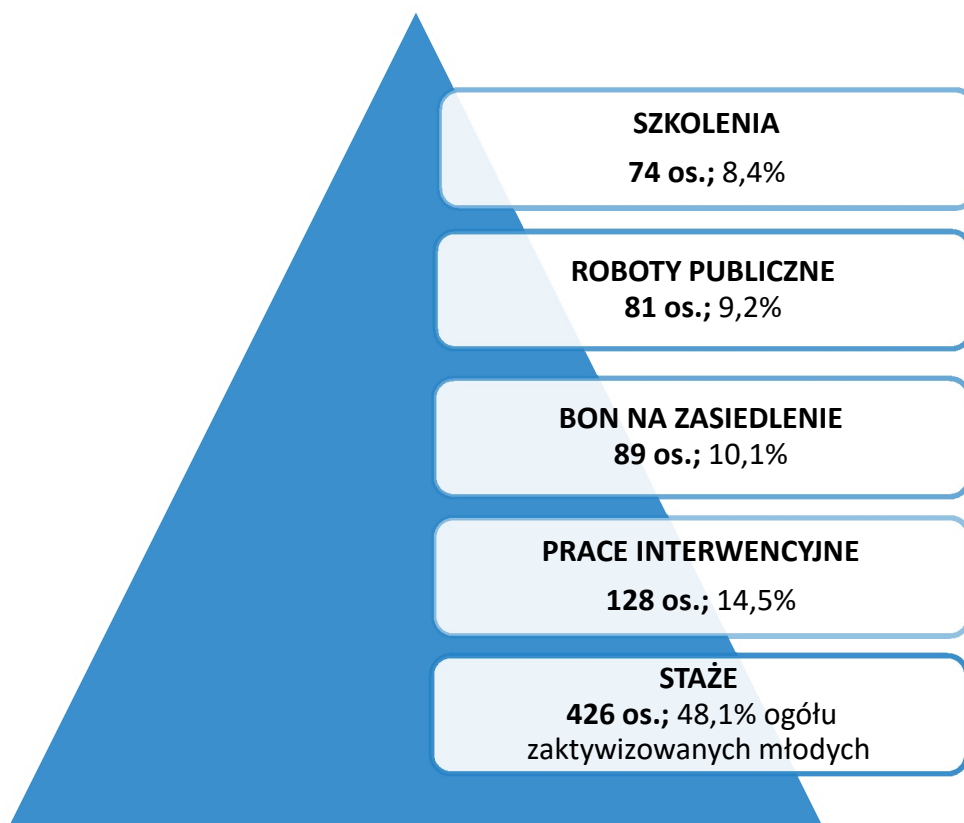 SZKOLENIA
74 os.; 8,4%
ROBOTY PUBLICZNE
81 os.; 9,2%
BON NA ZASIEDLENIE
89 os.; 10,1%
PRACE INTERWENCYJNE
128 os.; 14,5%
STAŻE
426 os.; 48,1% ogółu
zaktywizowanych młodych